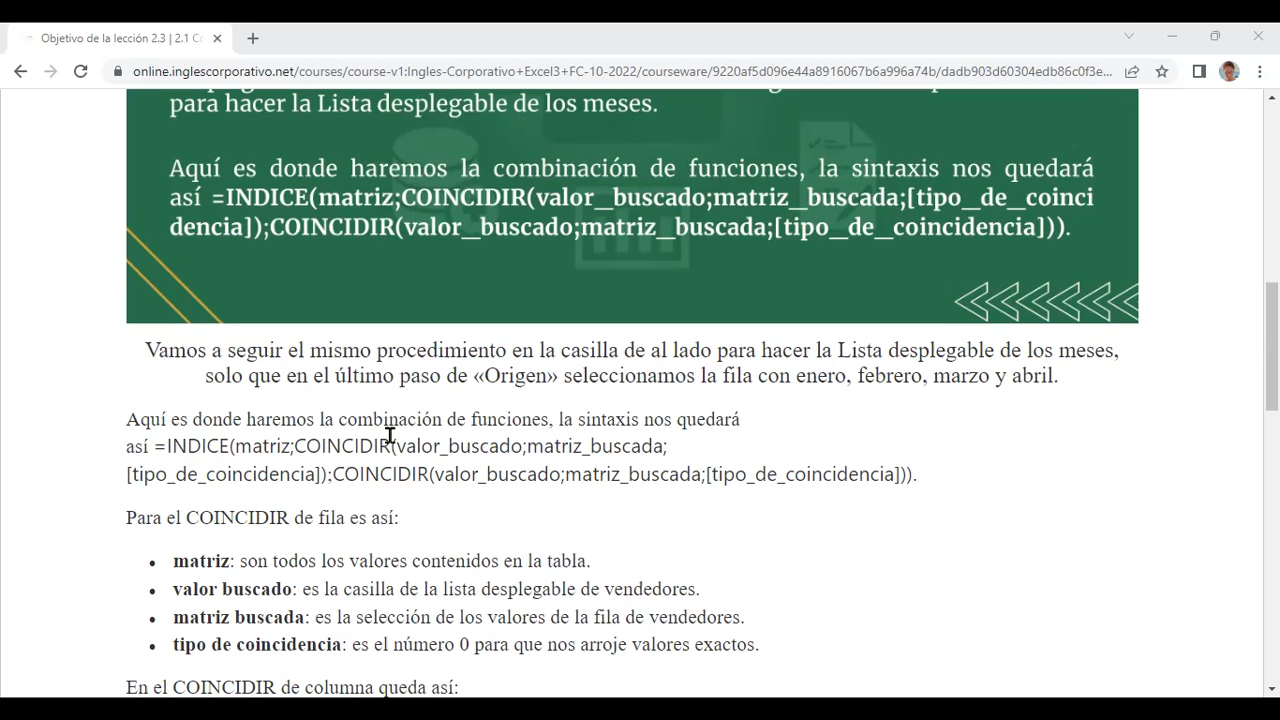 Objetivo de la lección 2.3 | 2.1 Co
online.inglescorporativo.net/courses/course-v1:Ingles-Corporativo+Excel3+FC-10-2022/courseware/9220af5d096e44a8916067b6a996a74b/dadb903d60304edb86c0f3e...
para hacer la Lista desplegable de los meses.
Aquí es donde haremos la combinación de funciones, la sintaxis nos quedará
así =INDICE(matriz;COINCIDIR(valor_buscado;matriz_buscada;[tipo_de_coinci
dencia]);COINCIDIR(valor_buscado;matriz_buscada;[tipo_de_coincidencia])).
Vamos a seguir el mismo procedimiento en la casilla de al lado para hacer la Lista desplegable de los meses,
solo que en el último paso de «Origen» seleccionamos la fila con enero, febrero, marzo y abril.
Aquí es donde haremos la combinación de funciones, la sintaxis nos quedará
así =INDICE(matriz;COINCIDIR(valor_buscado;matriz_buscada;
[tipo_de_coincidencia]);COINCIDIR(valor_buscado;matriz_buscada;[tipo_de_coincidencia])).
Para el COINCIDIR de fila es así:
• matriz: son todos los valores contenidos en la tabla.
• valor buscado: es la casilla de la lista desplegable de vendedores.
• matriz buscada: es la selección de los valores de la fila de vendedores.
• tipo de coincidencia: es el número 0 para que nos arroje valores exactos.
En el COINCIDIR de columna queda así: